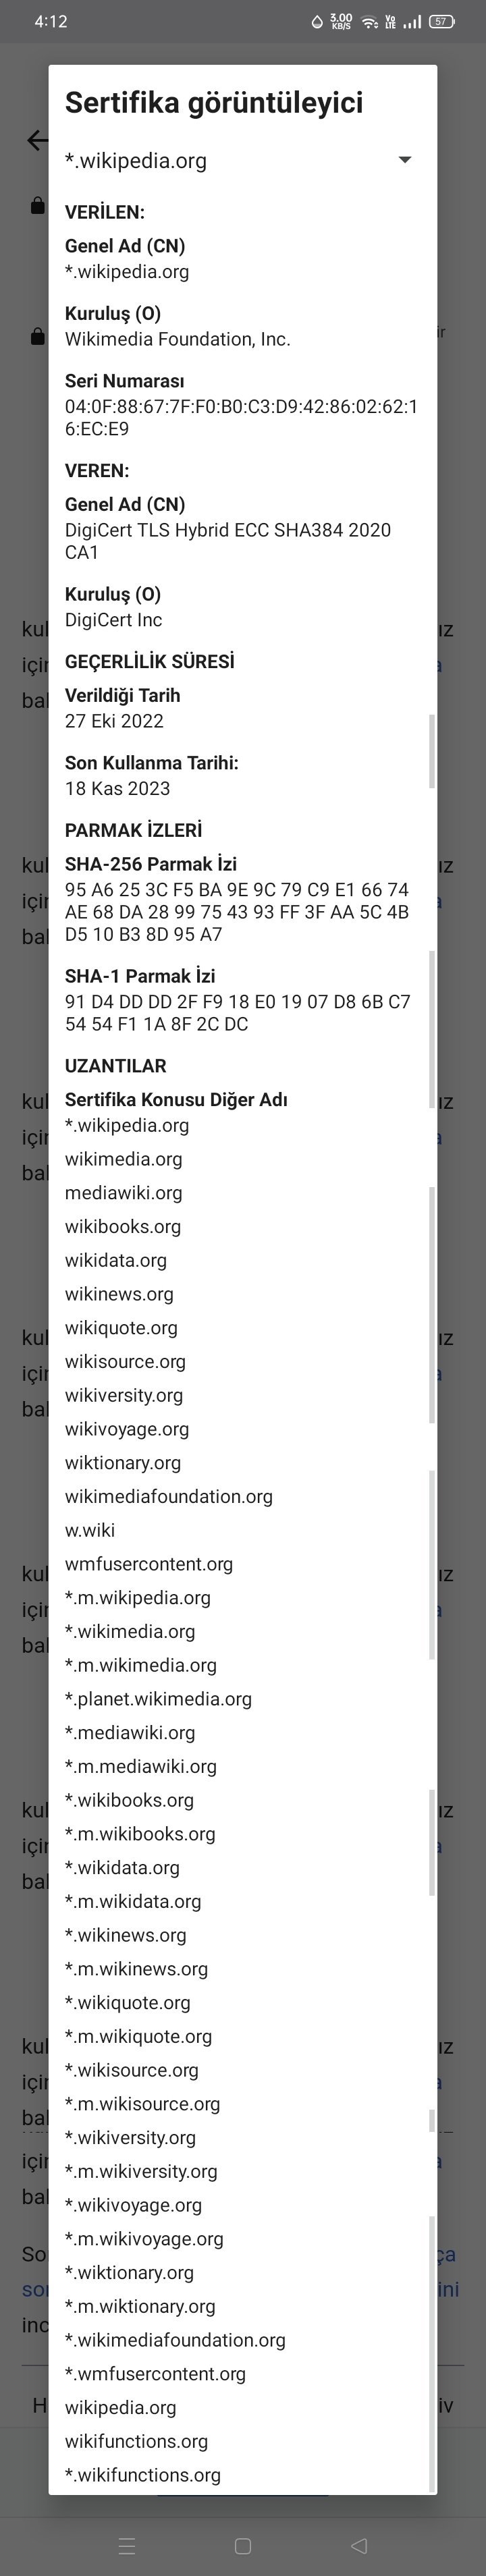 4:12
3.00 KB/S
Vo LTE
57
Sertifika görüntüleyici
*.wikipedia.org
VERİLEN:
Genel Ad (CN)
*.wikipedia.org
Kuruluş (O)
Wikimedia Foundation, Inc.
Seri Numarası
04:0F:88:67:7F:F0:B0:C3:D9:42:86:02:62:1
6:EC:E9
VEREN:
Genel Ad (CN)
DigiCert TLS Hybrid ECC SHA384 2020
CA1
Kuruluş (O)
DigiCert Inc
GEÇERLİLİK SÜRESİ
Verildiği Tarih
27 Eki 2022
Son Kullanma Tarihi:
18 Kas 2023
PARMAK İZLERİ
SHA-256 Parmak İzi
95 A6 25 3C F5 BA 9E 9C 79 C9 E1 66 74
AE 68 DA 28 99 75 43 93 FF 3F AA 5C 4B
D5 10 B3 8D 95 A7
SHA-1 Parmak İzi
91 D4 DD DD 2F F9 18 E0 19 07 D8 6B C7
54 54 F1 1A 8F 2C DC
UZANTILAR
Sertifika Konusu Diğer Adı
*.wikipedia.org
wikimedia.org
mediawiki.org
wikibooks.org
wikidata.org
wikinews.org
wikiquote.org
wikisource.org
wikiversity.org
wikivoyage.org
wiktionary.org
wikimediafoundation.org
w.wiki
wmfusercontent.org
*.m.wikipedia.org
*.wikimedia.org
*.m.wikimedia.org
*.planet.wikimedia.org
*.mediawiki.org
*.m.mediawiki.org
*.wikibooks.org
*.m.wikibooks.org
*.wikidata.org
*.m.wikidata.org
*.wikinews.org
*.m.wikinews.org
*.wikiquote.org
*.m.wikiquote.org
*.wikisource.org
*.m.wikisource.org
*.wikiversity.org
*.m.wikiversity.org
*.wikivoyage.org
*.m.wikivoyage.org
*.wiktionary.org
*.m.wiktionary.org
*.wikimediafoundation.org
*.wmfusercontent.org
wikipedia.org
wikifunctions.org
*.wikifunctions.org